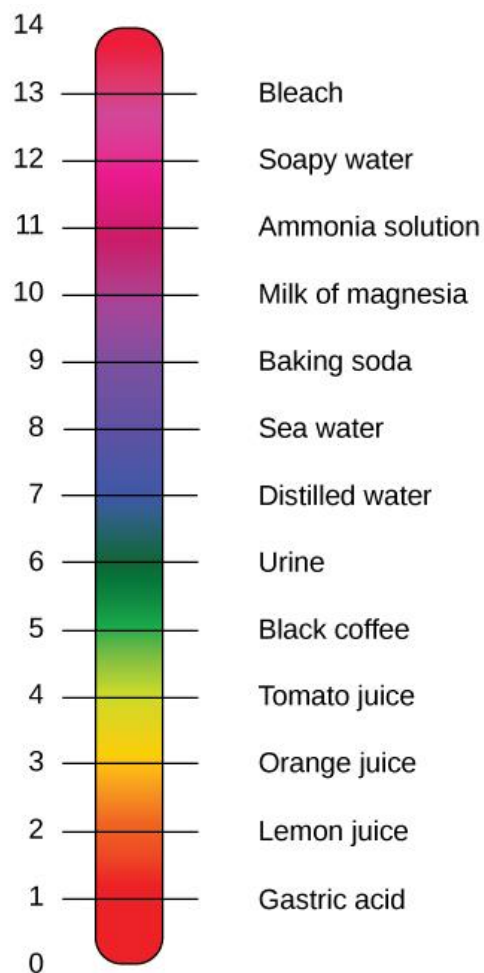 14
13 Bleach
12 Soapy water
11 Ammonia solution
10 Milk of magnesia
9 Baking soda
8 Sea water
7 Distilled water
6 Urine
5 Black coffee
4 Tomato juice
3 Orange juice
2 Lemon juice
1 Gastric acid
0